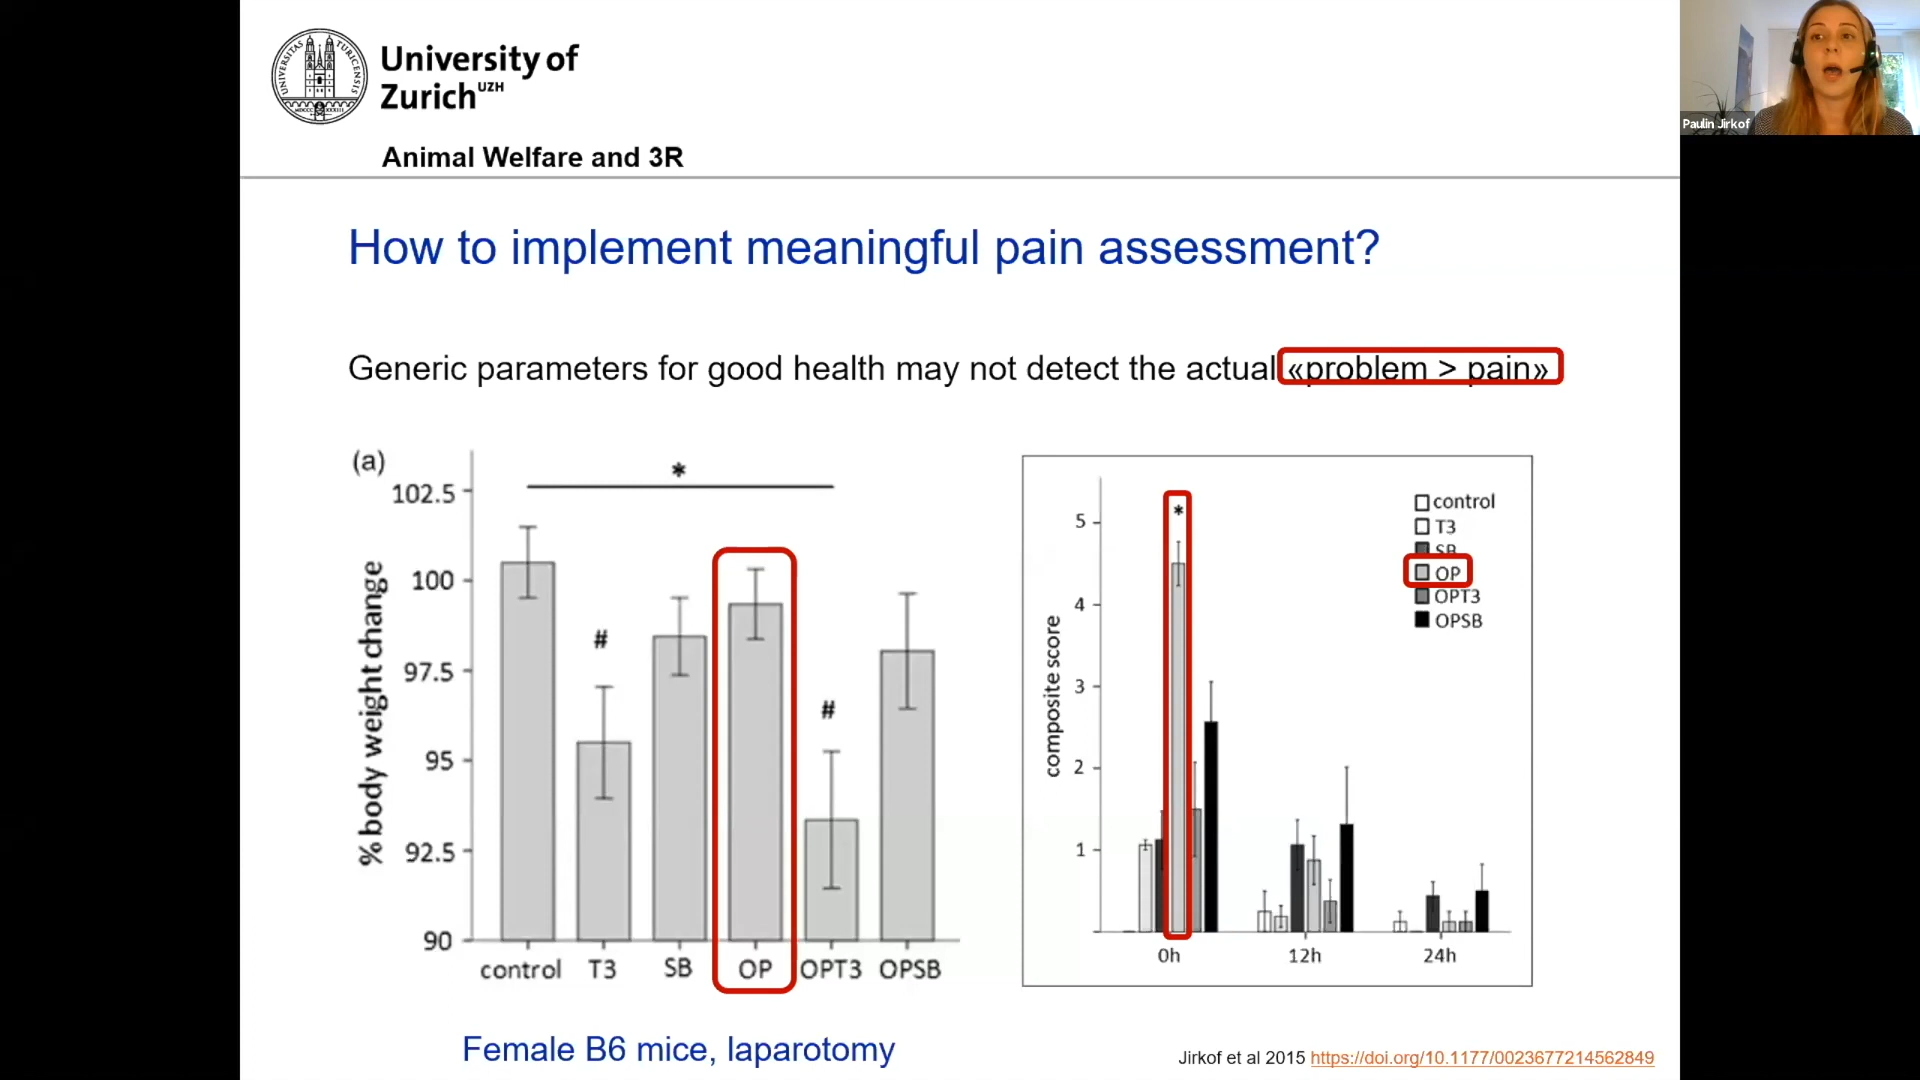 University of
Zurich UZH
Animal Welfare and 3R
Paulin Jirkof
How to implement meaningful pain assessment?
Generic parameters for good health may not detect the actual «problem > pain»
(a)
% body weight change
102.5
100
97.5
95
92.5
90
*
#
#
control T3 SB OP OPT3 OPSB
composite score
5
4
3
2
1
*
control
T3
SB
OP
OPT3
OPSB
0h 12h 24h
Female B6 mice, laparotomy
Jirkof et al 2015 https://doi.org/10.1177/0023677214562849